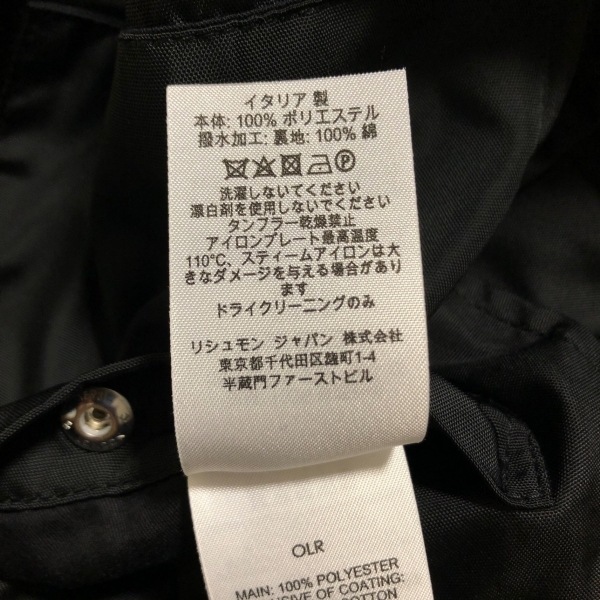 イタリア 製
本体: 100% ポリエステル
撥水加工: 裏地: 100% 綿
洗濯しないてください
漂白剤を使用しないてください
タンフラー乾燥禁止
アイロンプレート最高温度
110°C、スティームアイロンは大
きなダメージを与える場合があり
ます
ドライクリーニングのみ
リシュモン ジャパン 株式会社
東京都千代田区麹町1-4
半蔵門ファーストビル
OLR
MAIN: 100% POLYESTER
OF COATING:
COTTON